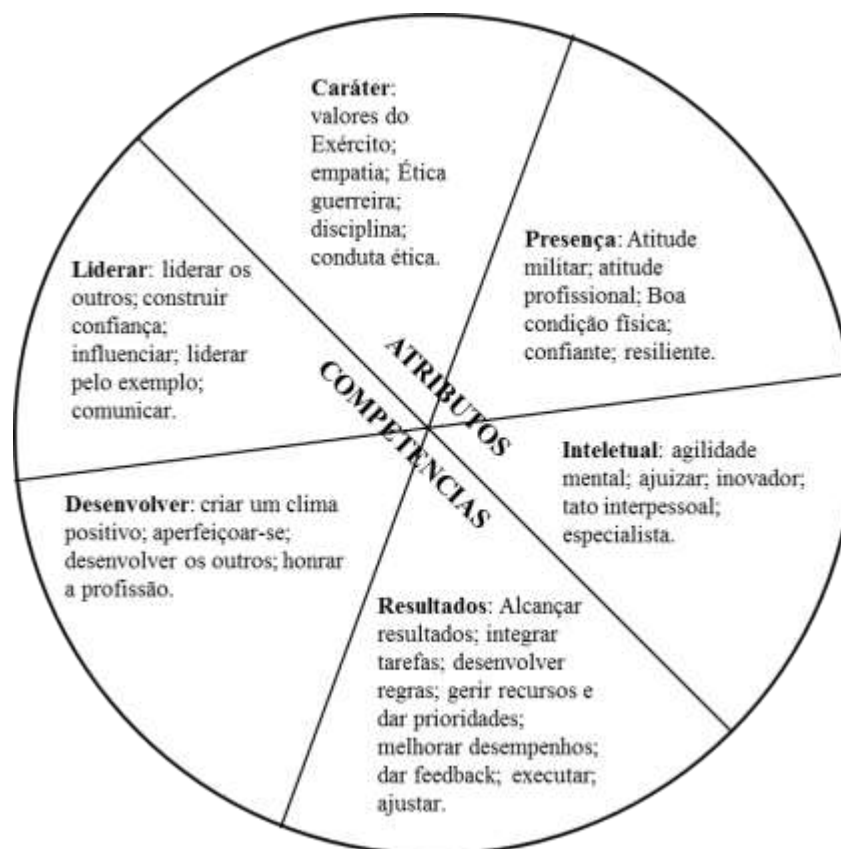 Caráter:
valores do
Exército;
empatia; Ética
guerreira;
disciplina;
conduta ética.
Presença: Atitude
militar; atitude
profissional; Boa
condição física;
confiante; resiliente.
Liderar: liderar os
outros; construir
confiança;
influenciar; liderar
pelo exemplo;
comunicar.
ATRIBUTOS
COMPETENCIAS
Inteletual: agilidade
mental; ajuizar; inovador;
tato interpessoal;
especialista.
Desenvolver: criar um clima
positivo; aperfeiçoar-se;
desenvolver os outros; honrar
a profissão.
Resultados: Alcançar
resultados; integrar
tarefas; desenvolver
regras; gerir recursos e
dar prioridades;
melhorar desempenhos;
dar feedback; executar;
ajustar.